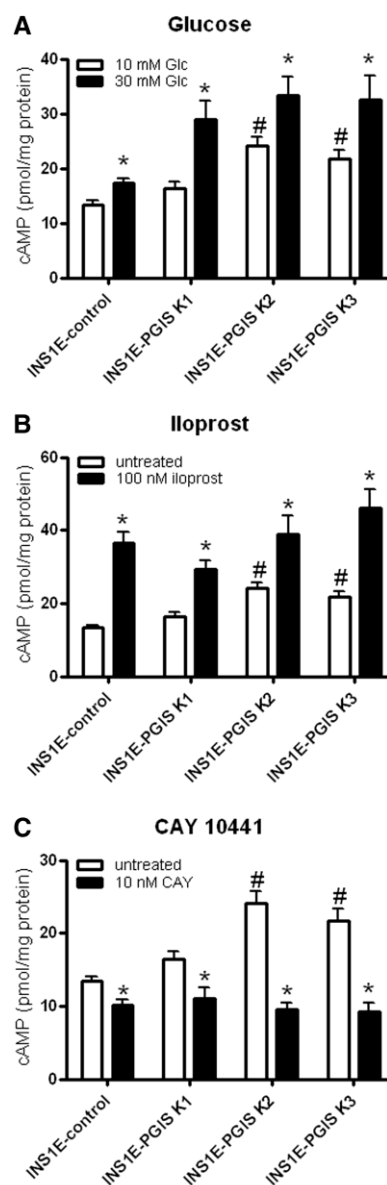 A
Glucose
10 mM Glc
30 mM Glc
cAMP (pmol/mg protein)
40
30
20
10
0
* * # * # *
INS1E-control
INS1E-PGIS K1
INS1E-PGIS K2
INS1E-PGIS K3
B
Iloprost
untreated
100 nM iloprost
cAMP (pmol/mg protein)
60
40
20
0
* * # * # *
INS1E-control
INS1E-PGIS K1
INS1E-PGIS K2
INS1E-PGIS K3
C
CAY 10441
untreated
10 nM CAY
cAMP (pmol/mg protein)
30
20
10
0
* * # * # *
INS1E-control
INS1E-PGIS K1
INS1E-PGIS K2
INS1E-PGIS K3